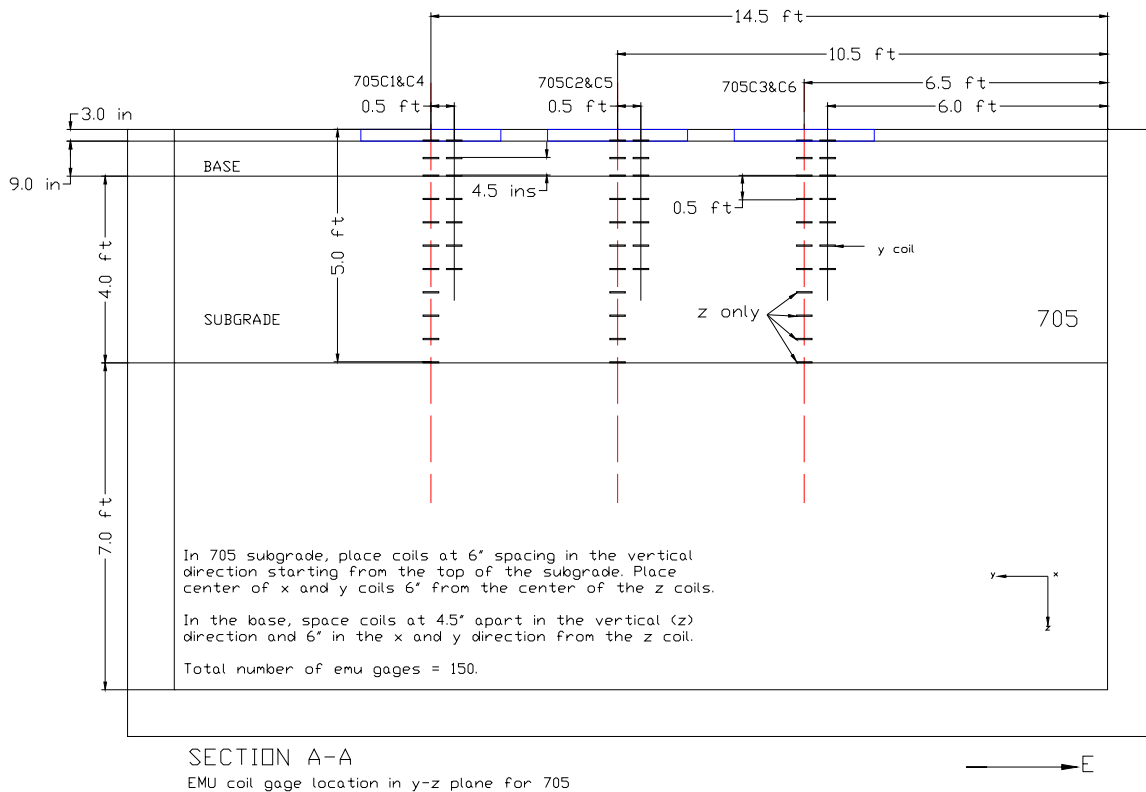 14.5 ft
10.5 ft
705C1&C4
705C2&C5
705C3&C6
6.5 ft
0.5 ft
0.5 ft
6.0 ft
3.0 in
BASE
9.0 in
4.5 ins
0.5 ft
5.0 ft
y coil
4.0 ft
SUBGRADE
z only
705
7.0 ft
In 705 subgrade, place coils at 6" spacing in the vertical
direction starting from the top of the subgrade. Place
center of x and y coils 6" from the center of the z coils.
In the base, space coils at 4.5" apart in the vertical (z)
direction and 6" in the x and y direction from the z coil.
Total number of emu gages = 150.
y
x
z
SECTION A-A
EMU coil gage location in y-z plane for 705
E